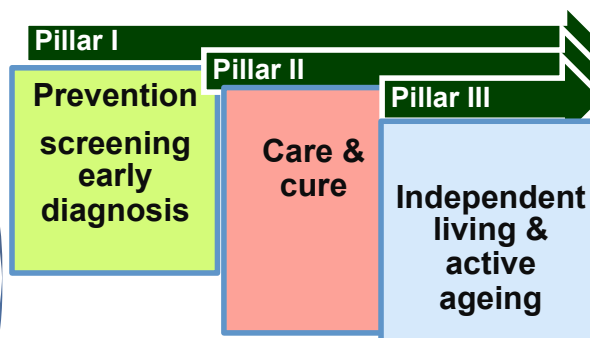 Pillar I
Prevention
screening
early
diagnosis
Pillar II
Care &
cure
Pillar III
Independent
living &
active
ageing